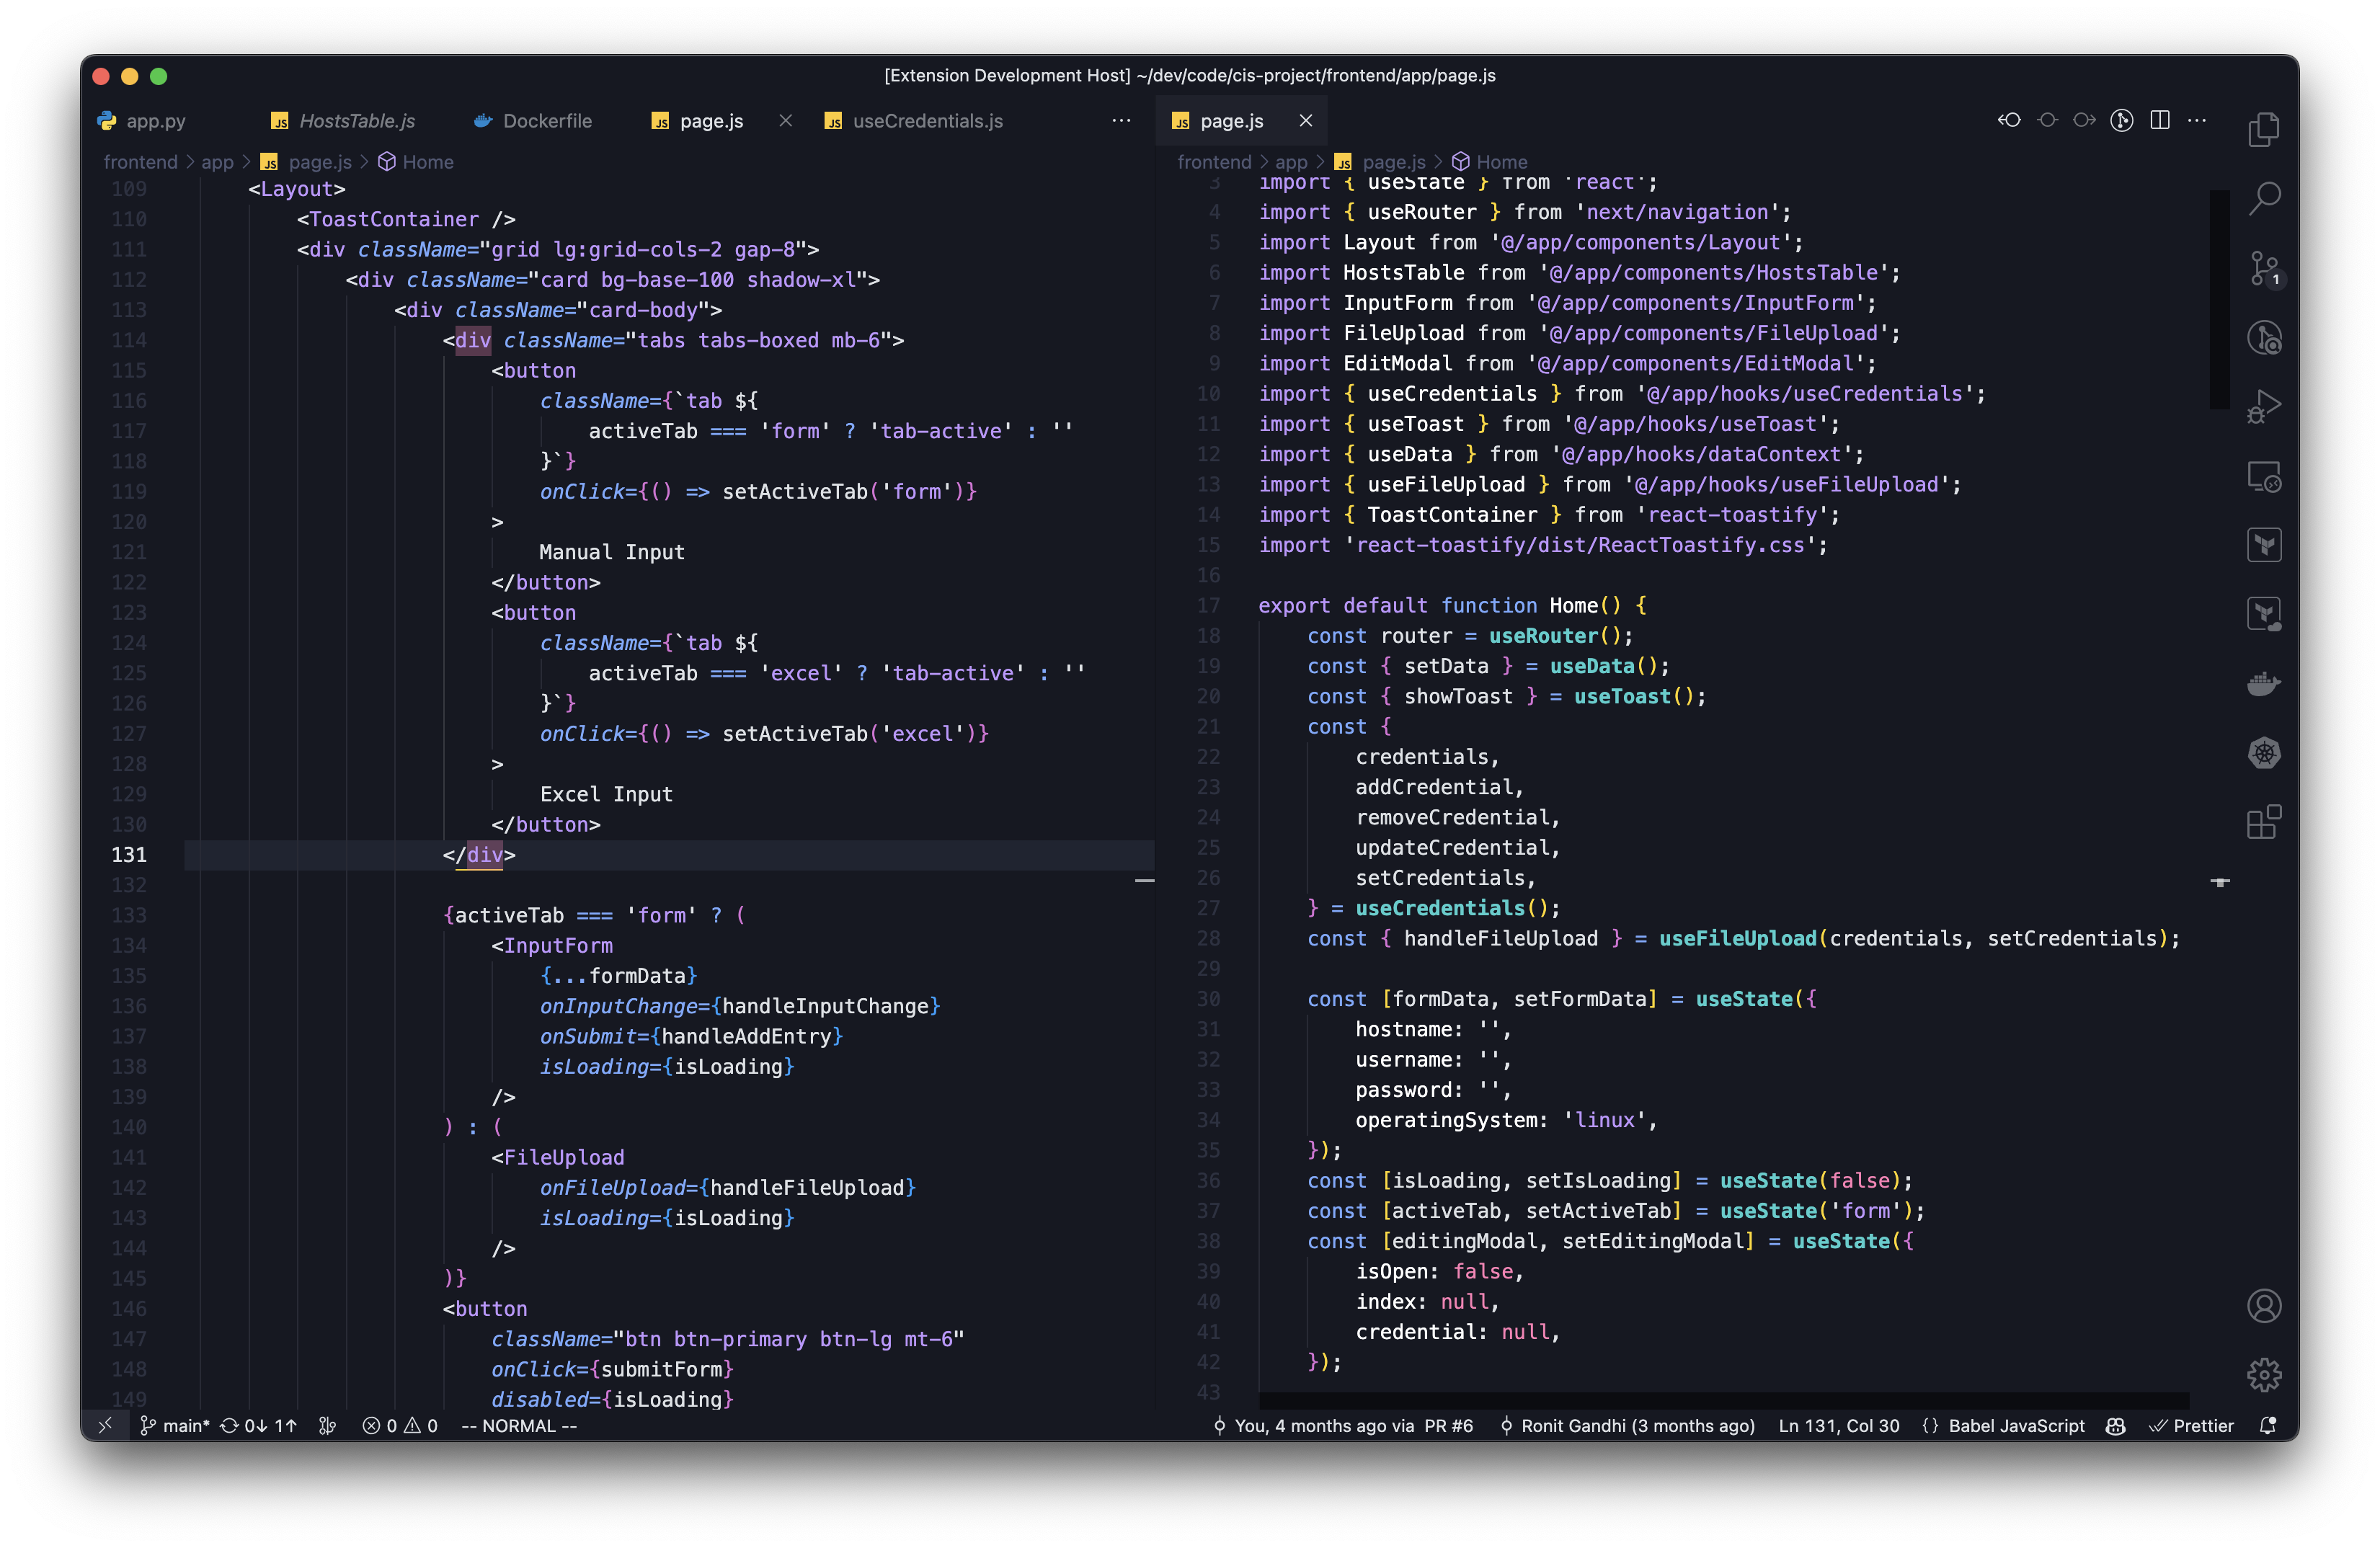 [Extension Development Host] ~/dev/code/cis-project/frontend/app/page.js
app.py
HostsTable.js
Dockerfile
page.js
useCredentials.js
frontend > app > JS page.js > Home
109 <Layout>
110 <ToastContainer />
111 <div className="grid lg:grid-cols-2 gap-8">
112 <div className="card bg-base-100 shadow-xl">
113 <div className="card-body">
114 <div className="tabs tabs-boxed mb-6">
115 <button
116 className={`tab ${
117 activeTab === 'form' ? 'tab-active' : ''
118 }`}
119 onClick={() => setActiveTab('form')}
120 >
121 Manual Input
122 </button>
123 <button
124 className={`tab ${
125 activeTab === 'excel' ? 'tab-active' : ''
126 }`}
127 onClick={() => setActiveTab('excel')}
128 >
129 Excel Input
130 </button>
131 </div>
132
133 {activeTab === 'form' ? (
134 <InputForm
135 {...formData}
136 onInputChange={handleInputChange}
137 onSubmit={handleAddEntry}
138 isLoading={isLoading}
139 />
140 ) : (
141 <FileUpload
142 onFileUpload={handleFileUpload}
143 isLoading={isLoading}
144 />
145 )}
146 <button
147 className="btn btn-primary btn-lg mt-6"
148 onClick={submitForm}
149 disabled={isLoading}
page.js
frontend > app > JS page.js > Home
3 import { useState } from 'react';
4 import { useRouter } from 'next/navigation';
5 import Layout from '@/app/components/Layout';
6 import HostsTable from '@/app/components/HostsTable';
7 import InputForm from '@/app/components/InputForm';
8 import FileUpload from '@/app/components/FileUpload';
9 import EditModal from '@/app/components/EditModal';
10 import { useCredentials } from '@/app/hooks/useCredentials';
11 import { useToast } from '@/app/hooks/useToast';
12 import { useData } from '@/app/hooks/dataContext';
13 import { useFileUpload } from '@/app/hooks/useFileUpload';
14 import { ToastContainer } from 'react-toastify';
15 import 'react-toastify/dist/ReactToastify.css';
16
17 export default function Home() {
18 const router = useRouter();
19 const { setData } = useData();
20 const { showToast } = useToast();
21 const {
22 credentials,
23 addCredential,
24 removeCredential,
25 updateCredential,
26 setCredentials,
27 } = useCredentials();
28 const { handleFileUpload } = useFileUpload(credentials, setCredentials);
29
30 const [formData, setFormData] = useState({
31 hostname: '',
32 username: '',
33 password: '',
34 operatingSystem: 'linux',
35 });
36 const [isLoading, setIsLoading] = useState(false);
37 const [activeTab, setActiveTab] = useState('form');
38 const [editingModal, setEditingModal] = useState({
39 isOpen: false,
40 index: null,
41 credential: null,
42 });
43
1
main* 0↓ 1↑ 0 0 -- NORMAL -- You, 4 months ago via PR #6 Ronit Gandhi (3 months ago) Ln 131, Col 30 {} Babel JavaScript Prettier